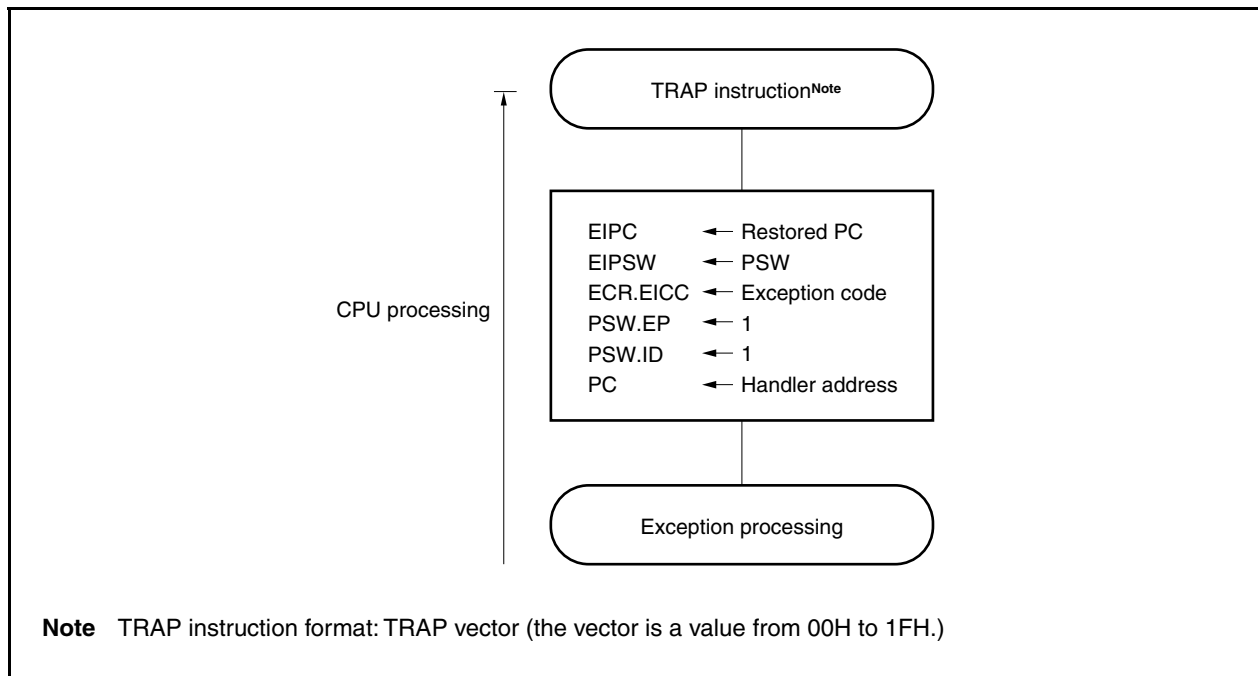 TRAP instructionNote
EIPC ← Restored PC
EIPSW ← PSW
ECR.EICC ← Exception code
PSW.EP ← 1
PSW.ID ← 1
PC ← Handler address
CPU processing
Exception processing
Note TRAP instruction format: TRAP vector (the vector is a value from 00H to 1FH.)